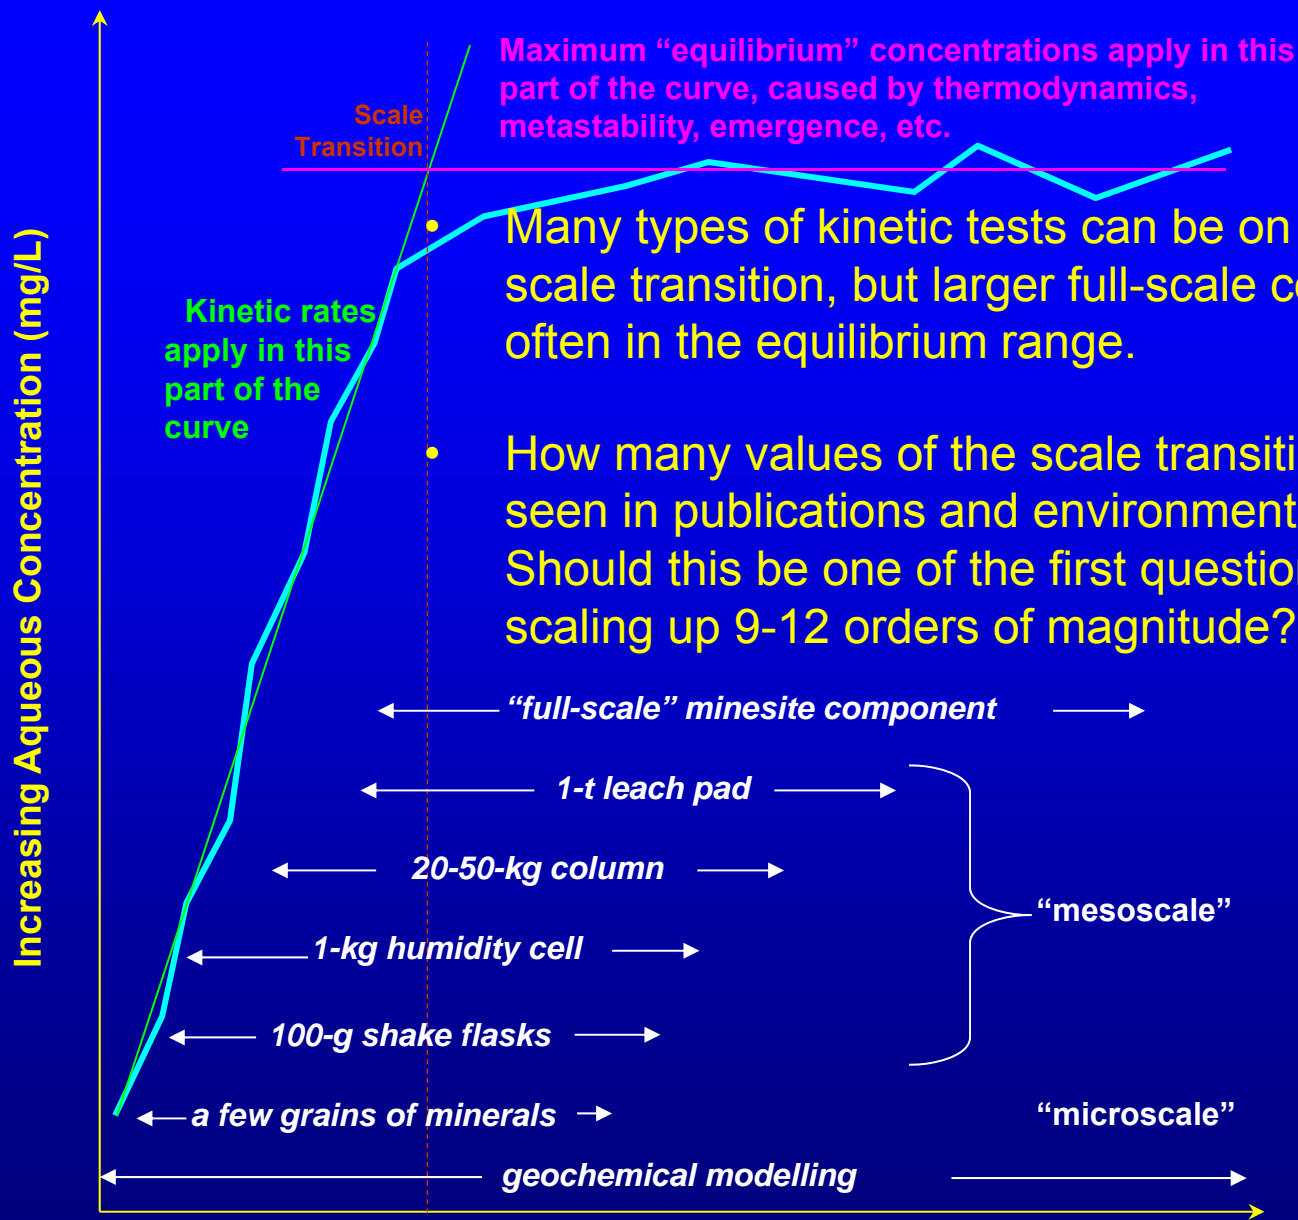 Maximum “equilibrium” concentrations apply in this
part of the curve, caused by thermodynamics,
metastability, emergence, etc.
Scale
Transition
Kinetic rates
apply in this
part of the
curve
Increasing Aqueous Concentration (mg/L)
• Many types of kinetic tests can be on
scale transition, but larger full-scale
often in the equilibrium range.
• How many values of the scale
seen in publications and
Should this be one of the first
scaling up 9-12 orders of magnitude?
“full-scale” minesite component
1-t leach pad
20-50-kg column
“mesoscale”
1-kg humidity cell
100-g shake flasks
a few grains of minerals
“microscale”
geochemical modelling